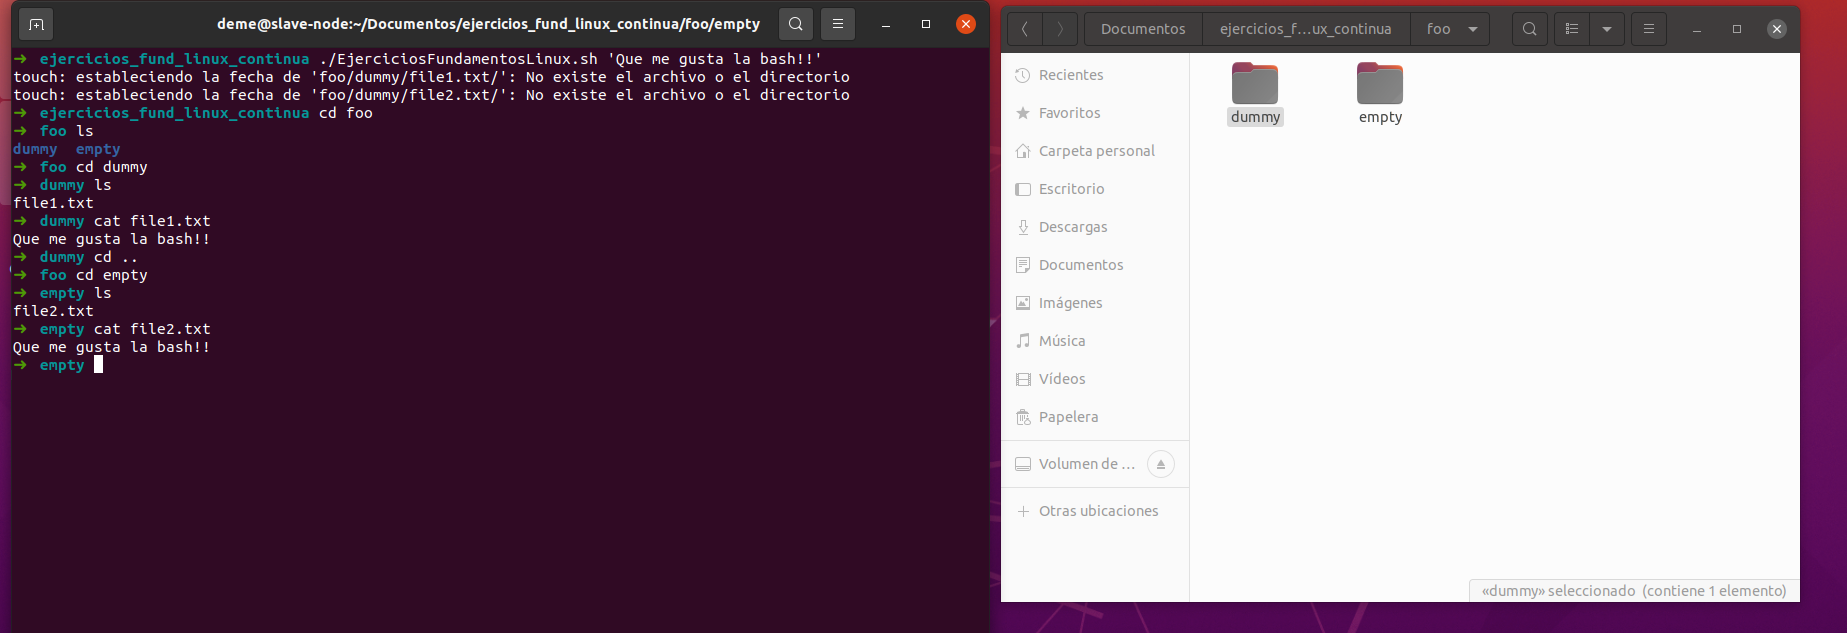 deme@slave-node:~/Documentos/ejercicios_fund_linux_continua/foo/empty
➜ ejercicios_fund_linux_continua ./EjerciciosFundamentosLinux.sh 'Que me gusta la bash!!'
touch: estableciendo la fecha de 'foo/dummy/file1.txt/': No existe el archivo o el directorio
touch: estableciendo la fecha de 'foo/dummy/file2.txt/': No existe el archivo o el directorio
➜ ejercicios_fund_linux_continua cd foo
➜ foo ls
dummy empty
➜ foo cd dummy
➜ dummy ls
file1.txt
➜ dummy cat file1.txt
Que me gusta la bash!!
➜ dummy cd ..
➜ foo cd empty
➜ empty ls
file2.txt
➜ empty cat file2.txt
Que me gusta la bash!!
➜ empty
Documentos ejercicios_f…ux_continua foo
Recientes
Favoritos
Carpeta personal
Escritorio
Descargas
Documentos
Imágenes
Música
Vídeos
Papelera
Volumen de …
Otras ubicaciones
dummy empty
«dummy» seleccionado (contiene 1 elemento)